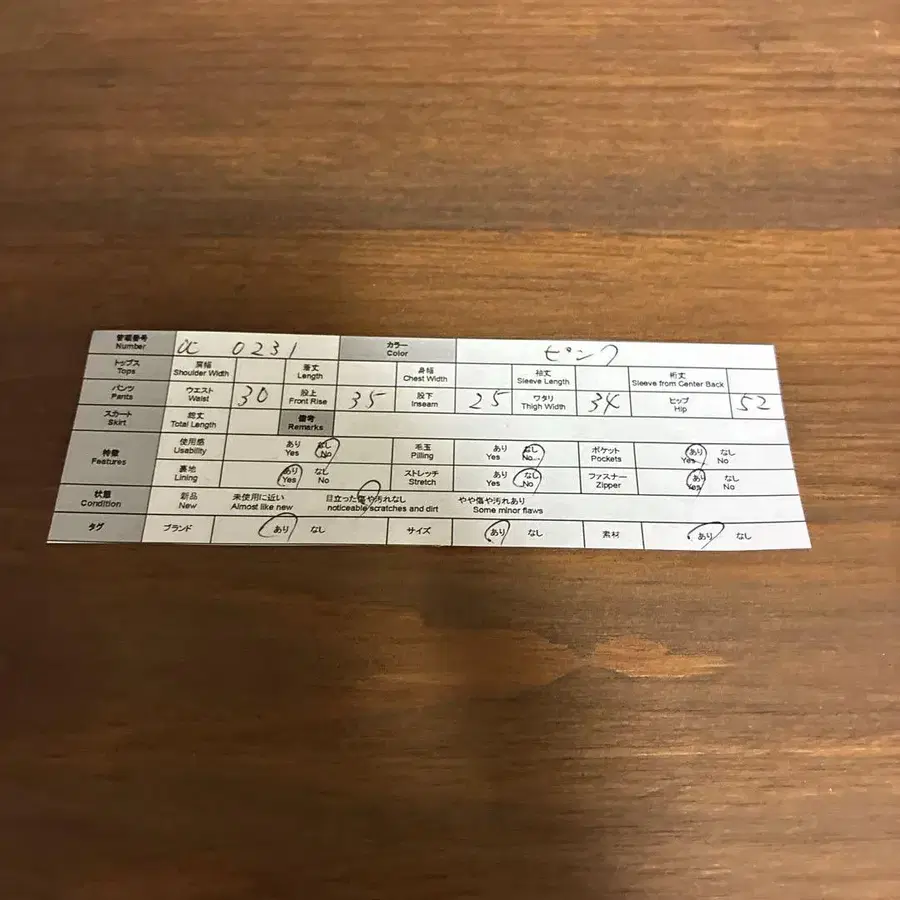 管理番号 Number 0231 カラー Color ピンク
トップス Tops 肩幅 Shoulder Width 着丈 Length 身幅 Chest Width 袖丈 Sleeve Length 裄丈 Sleeve from Center Back
パンツ Pants ウエスト Waist 30 股上 Front Rise 35 股下 Inseam 25 ワタリ Thigh Width 34 ヒップ Hip 52
スカート Skirt 総丈 Total Length 備考 Remarks
特徴 Features 使用感 Usability あり Yes なし No 毛玉 Pilling あり Yes なし No ポケット Pockets あり Yes なし No
裏地 Lining あり Yes なし No ストレッチ Stretch あり Yes なし No ファスナー Zipper あり Yes なし No
状態 Condition 新品 New 未使用に近い Almost like new 目立った傷や汚れなし noticeable scratches and dirt やや傷や汚れあり Some minor flaws
タグ ブランド あり なし サイズ あり なし 素材 あり なし